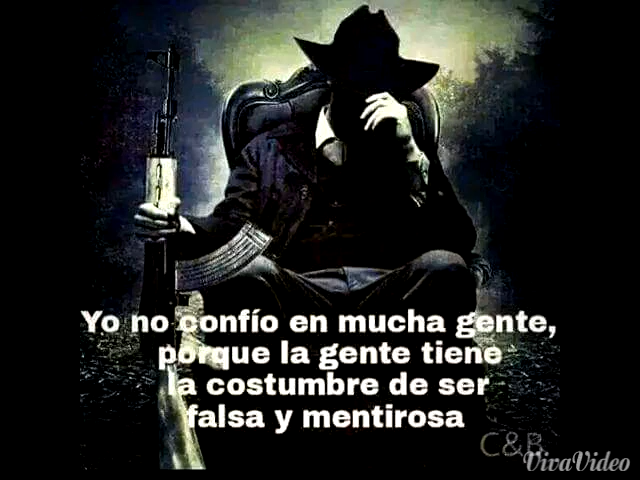 Yo no confío en mucha gente,
porque la gente tiene
la costumbre de ser
falsa y mentirosa
C&R
VivaVideo